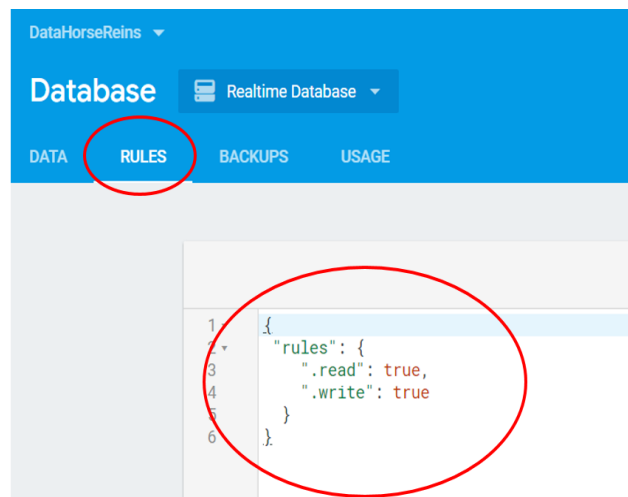 DataHorseReins
Database Realtime Database
DATA RULES BACKUPS USAGE
1 {
2 "rules": {
3 ".read": true,
4 ".write": true
5 }
6 }